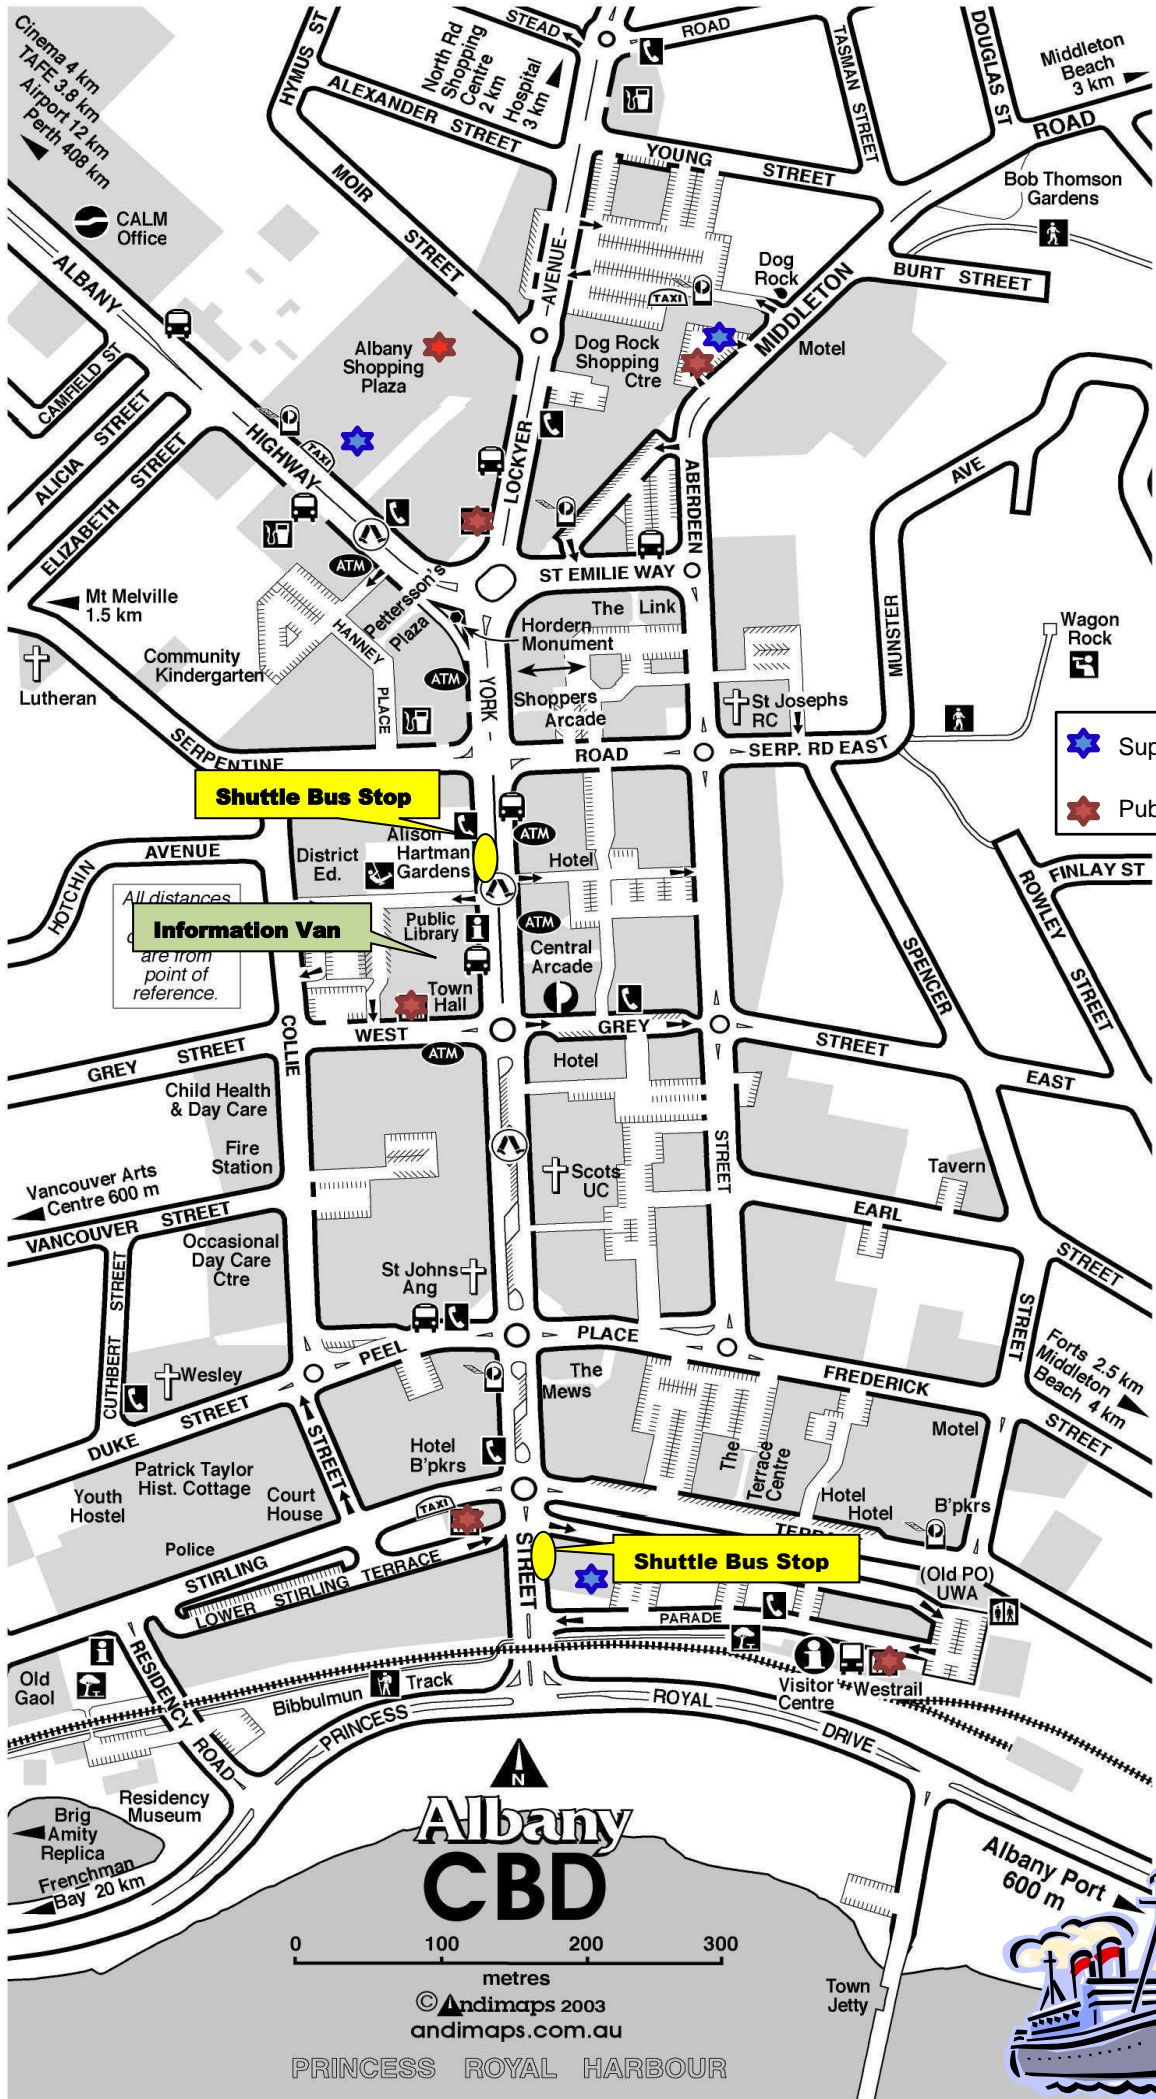 STEAD
ROAD
HYMUS ST
TASMAN STREET
DOUGLAS ST
Cinema 4 km
TAFE 3.8 km
Airport 12 km
Perth 408 km
North Rd
Shopping
Centre
2 km
Hospital
3 km
Middleton
Beach
3 km
ALEXANDER STREET
ROAD
YOUNG STREET
MOIR STREET
Bob Thomson
Gardens
CALM
Office
AVENUE
Dog
Rock
TAXI
BURT STREET
ALBANY
MIDDLETON
Albany
Shopping
Plaza
Dog Rock
Shopping
Ctre
Motel
CAMFIELD ST
ALICIA STREET
ELIZABETH STREET
HIGHWAY
TAXI
LOCKYER
ABERDEEN
AVE
ATM
Pettersson's
Plaza
ST EMILIE WAY
Mt Melville
1.5 km
The Link
MUNSTER
HANNEY
PLACE
Hordern
Monument
Wagon
Rock
Community
Kindergarten
ATM
YORK
Lutheran
Shoppers
Arcade
St Josephs
RC
Sup
Pub
SERPENTINE
ROAD
SERP. RD EAST
Shuttle Bus Stop
Alison
Hartman
Gardens
ATM
District
Ed.
Hotel
HOTCHIN
AVENUE
FINLAY ST
ROWLEY STREET
All distances
are from
point of
reference.
Information Van
Public
Library
ATM
Central
Arcade
SPENCER
Town
Hall
COLLIE
GREY STREET
WEST
GREY
STREET
EAST
ATM
Hotel
Child Health
& Day Care
Fire
Station
Vancouver Arts
Centre 600 m
VANCOUVER STREET
Scots
UC
STREET
Tavern
EARL
STREET
CUTHBERT STREET
Occasional
Day Care
Ctre
St Johns
Ang
STREET
PEEL
PLACE
Wesley
The
Mews
FREDERICK
STREET
Forts 2.5 km
Middleton
Beach 4 km
DUKE STREET
STREET
Hotel
B'pkrs
The
Terrace
Centre
Motel
Patrick Taylor
Hist. Cottage
Youth
Hostel
Court
House
TAXI
Hotel
Hotel
B'pkrs
Police
STIRLING
STREET
Shuttle Bus Stop
(Old PO)
UWA
LOWER STIRLING TERRACE
PARADE
RESIDENCY
ROAD
Old
Gaol
Bibbulmun Track
Visitor
Centre
Westrail
PRINCESS
ROYAL
DRIVE
N
Residency
Museum
Brig
Amity
Replica
Frenchman
Bay 20 km
Albany
CBD
Albany Port
600 m
0 100 200 300
metres
© Andimaps 2003
andimaps.com.au
Town
Jetty
PRINCESS ROYAL HARBOUR